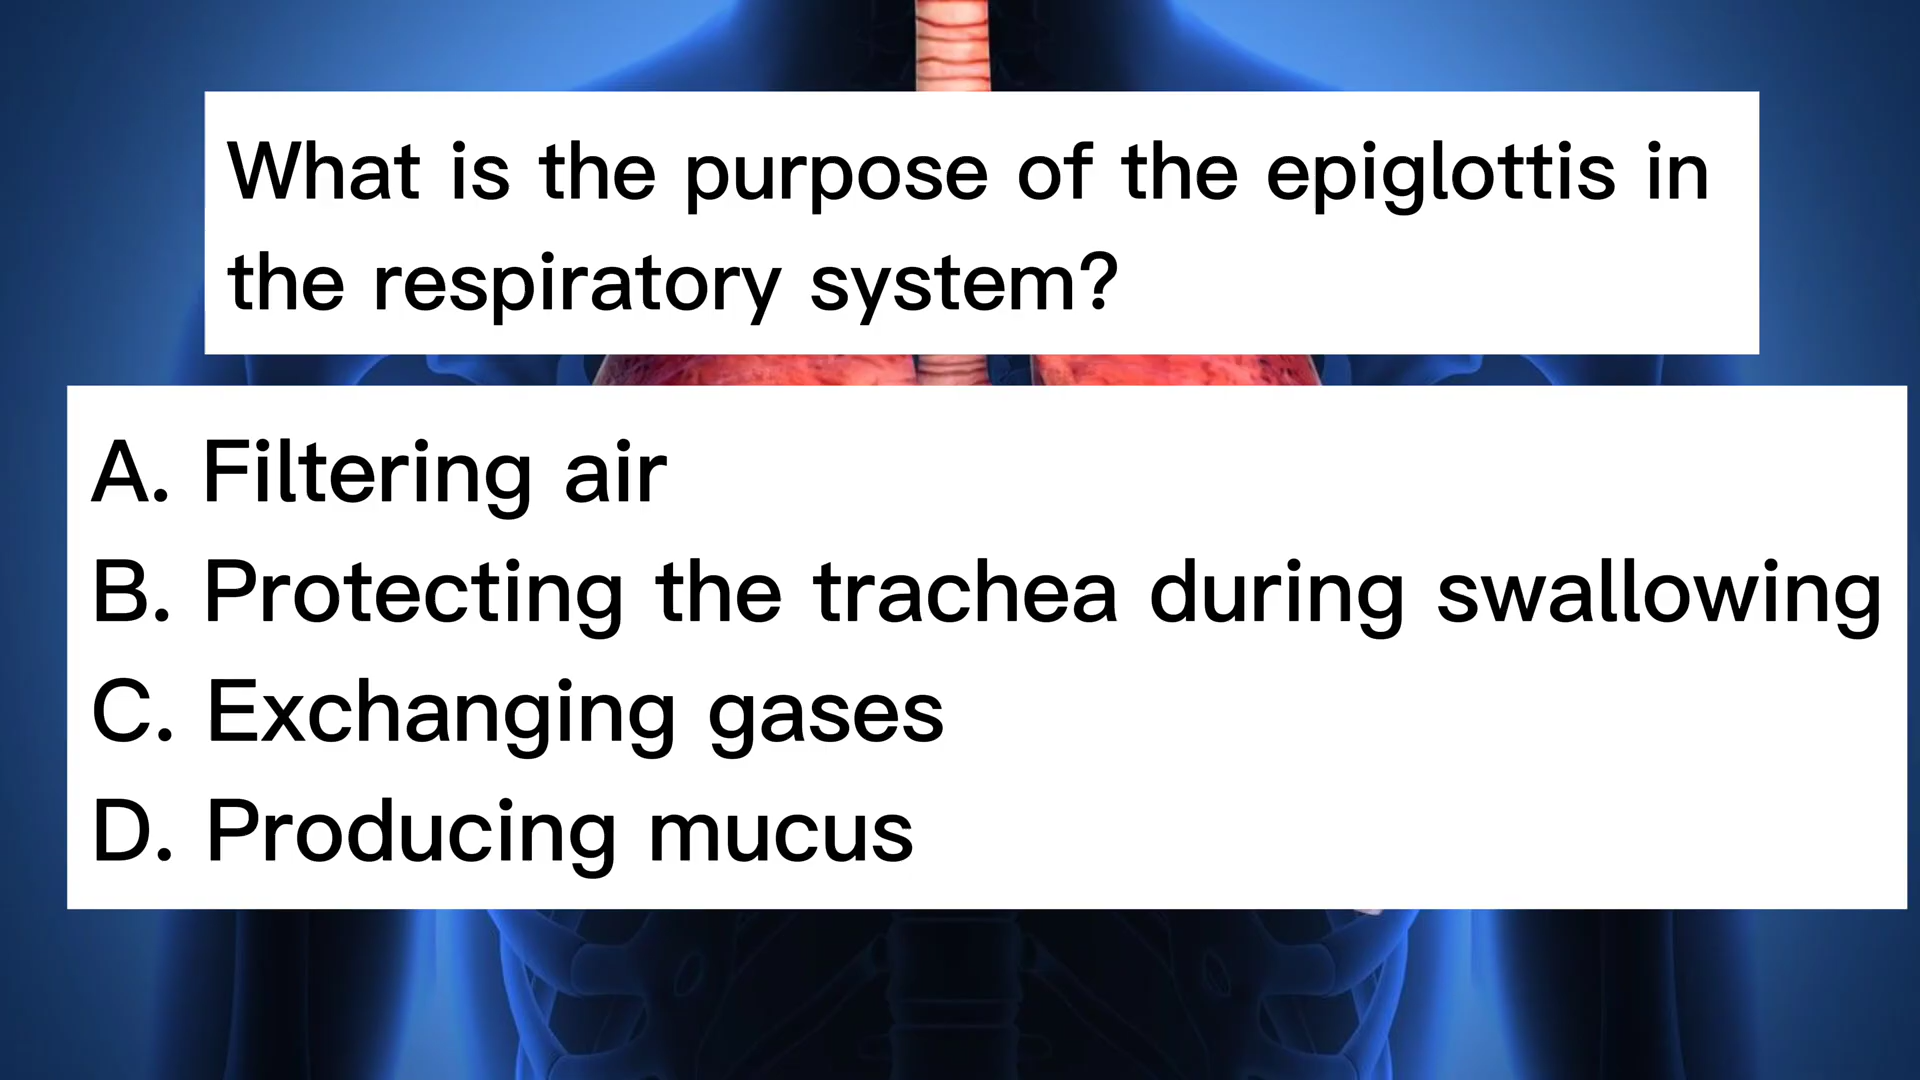 What is the purpose of the epiglottis in
the respiratory system?
A. Filtering air
B. Protecting the trachea during swallowing
C. Exchanging gases
D. Producing mucus